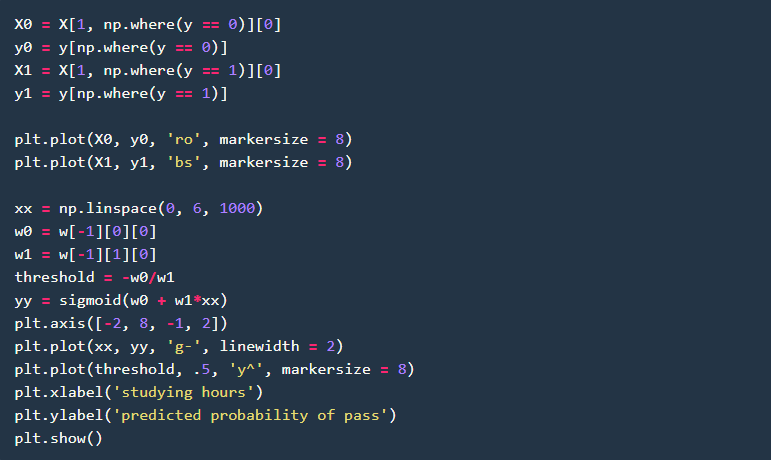 X0 = X[1, np.where(y == 0)][0]
y0 = y[np.where(y == 0)]
X1 = X[1, np.where(y == 1)][0]
y1 = y[np.where(y == 1)]

plt.plot(X0, y0, 'ro', markersize = 8)
plt.plot(X1, y1, 'bs', markersize = 8)

xx = np.linspace(0, 6, 1000)
w0 = w[-1][0][0]
w1 = w[-1][1][0]
threshold = -w0/w1
yy = sigmoid(w0 + w1*xx)
plt.axis([-2, 8, -1, 2])
plt.plot(xx, yy, 'g-', linewidth = 2)
plt.plot(threshold, .5, 'y^', markersize = 8)
plt.xlabel('studying hours')
plt.ylabel('predicted probability of pass')
plt.show()